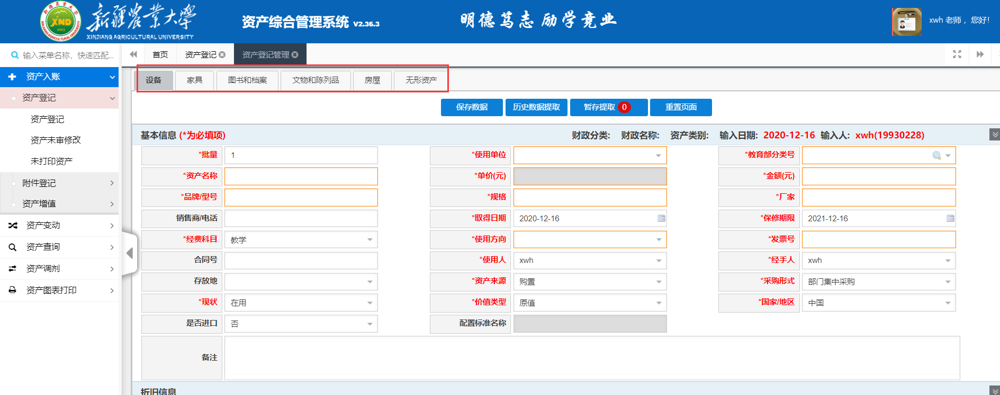 新疆农业大学
XINJIANG AGRICULTURAL UNIVERSITY
资产综合管理系统 V2.36.3
明德笃志 励学竞业
xwh 老师，您好!
输入菜单名称，快速匹配...
首页 资产登记 资产登记管理
资产入账
资产登记
资产登记
资产未审修改
未打印资产
附件登记
资产增值
资产变动
资产查询
资产调剂
资产图表打印
设备 家具 图书和档案 文物和陈列品 房屋 无形资产
保存数据 历史数据提取 暂存提取 0 重置页面
基本信息 (*为必填项) 财政分类: 财政名称: 资产类别: 输入日期: 2020-12-16 输入人: xwh(19930228)
*批量 1 *使用单位 *教育部分类号
*资产名称 *单价(元) *金额(元)
*品牌/型号 *规格 *厂家
销售商/电话 *取得日期 2020-12-16 *保修期限 2021-12-16
*经费科目 教学 *使用方向 *发票号
合同号 *使用人 xwh *经手人 xwh
存放地 *资产来源 购置 *采购形式 部门集中采购
*现状 在用 *价值类型 原值 *国家/地区 中国
是否进口 否 配置标准名称
备注
折旧信息